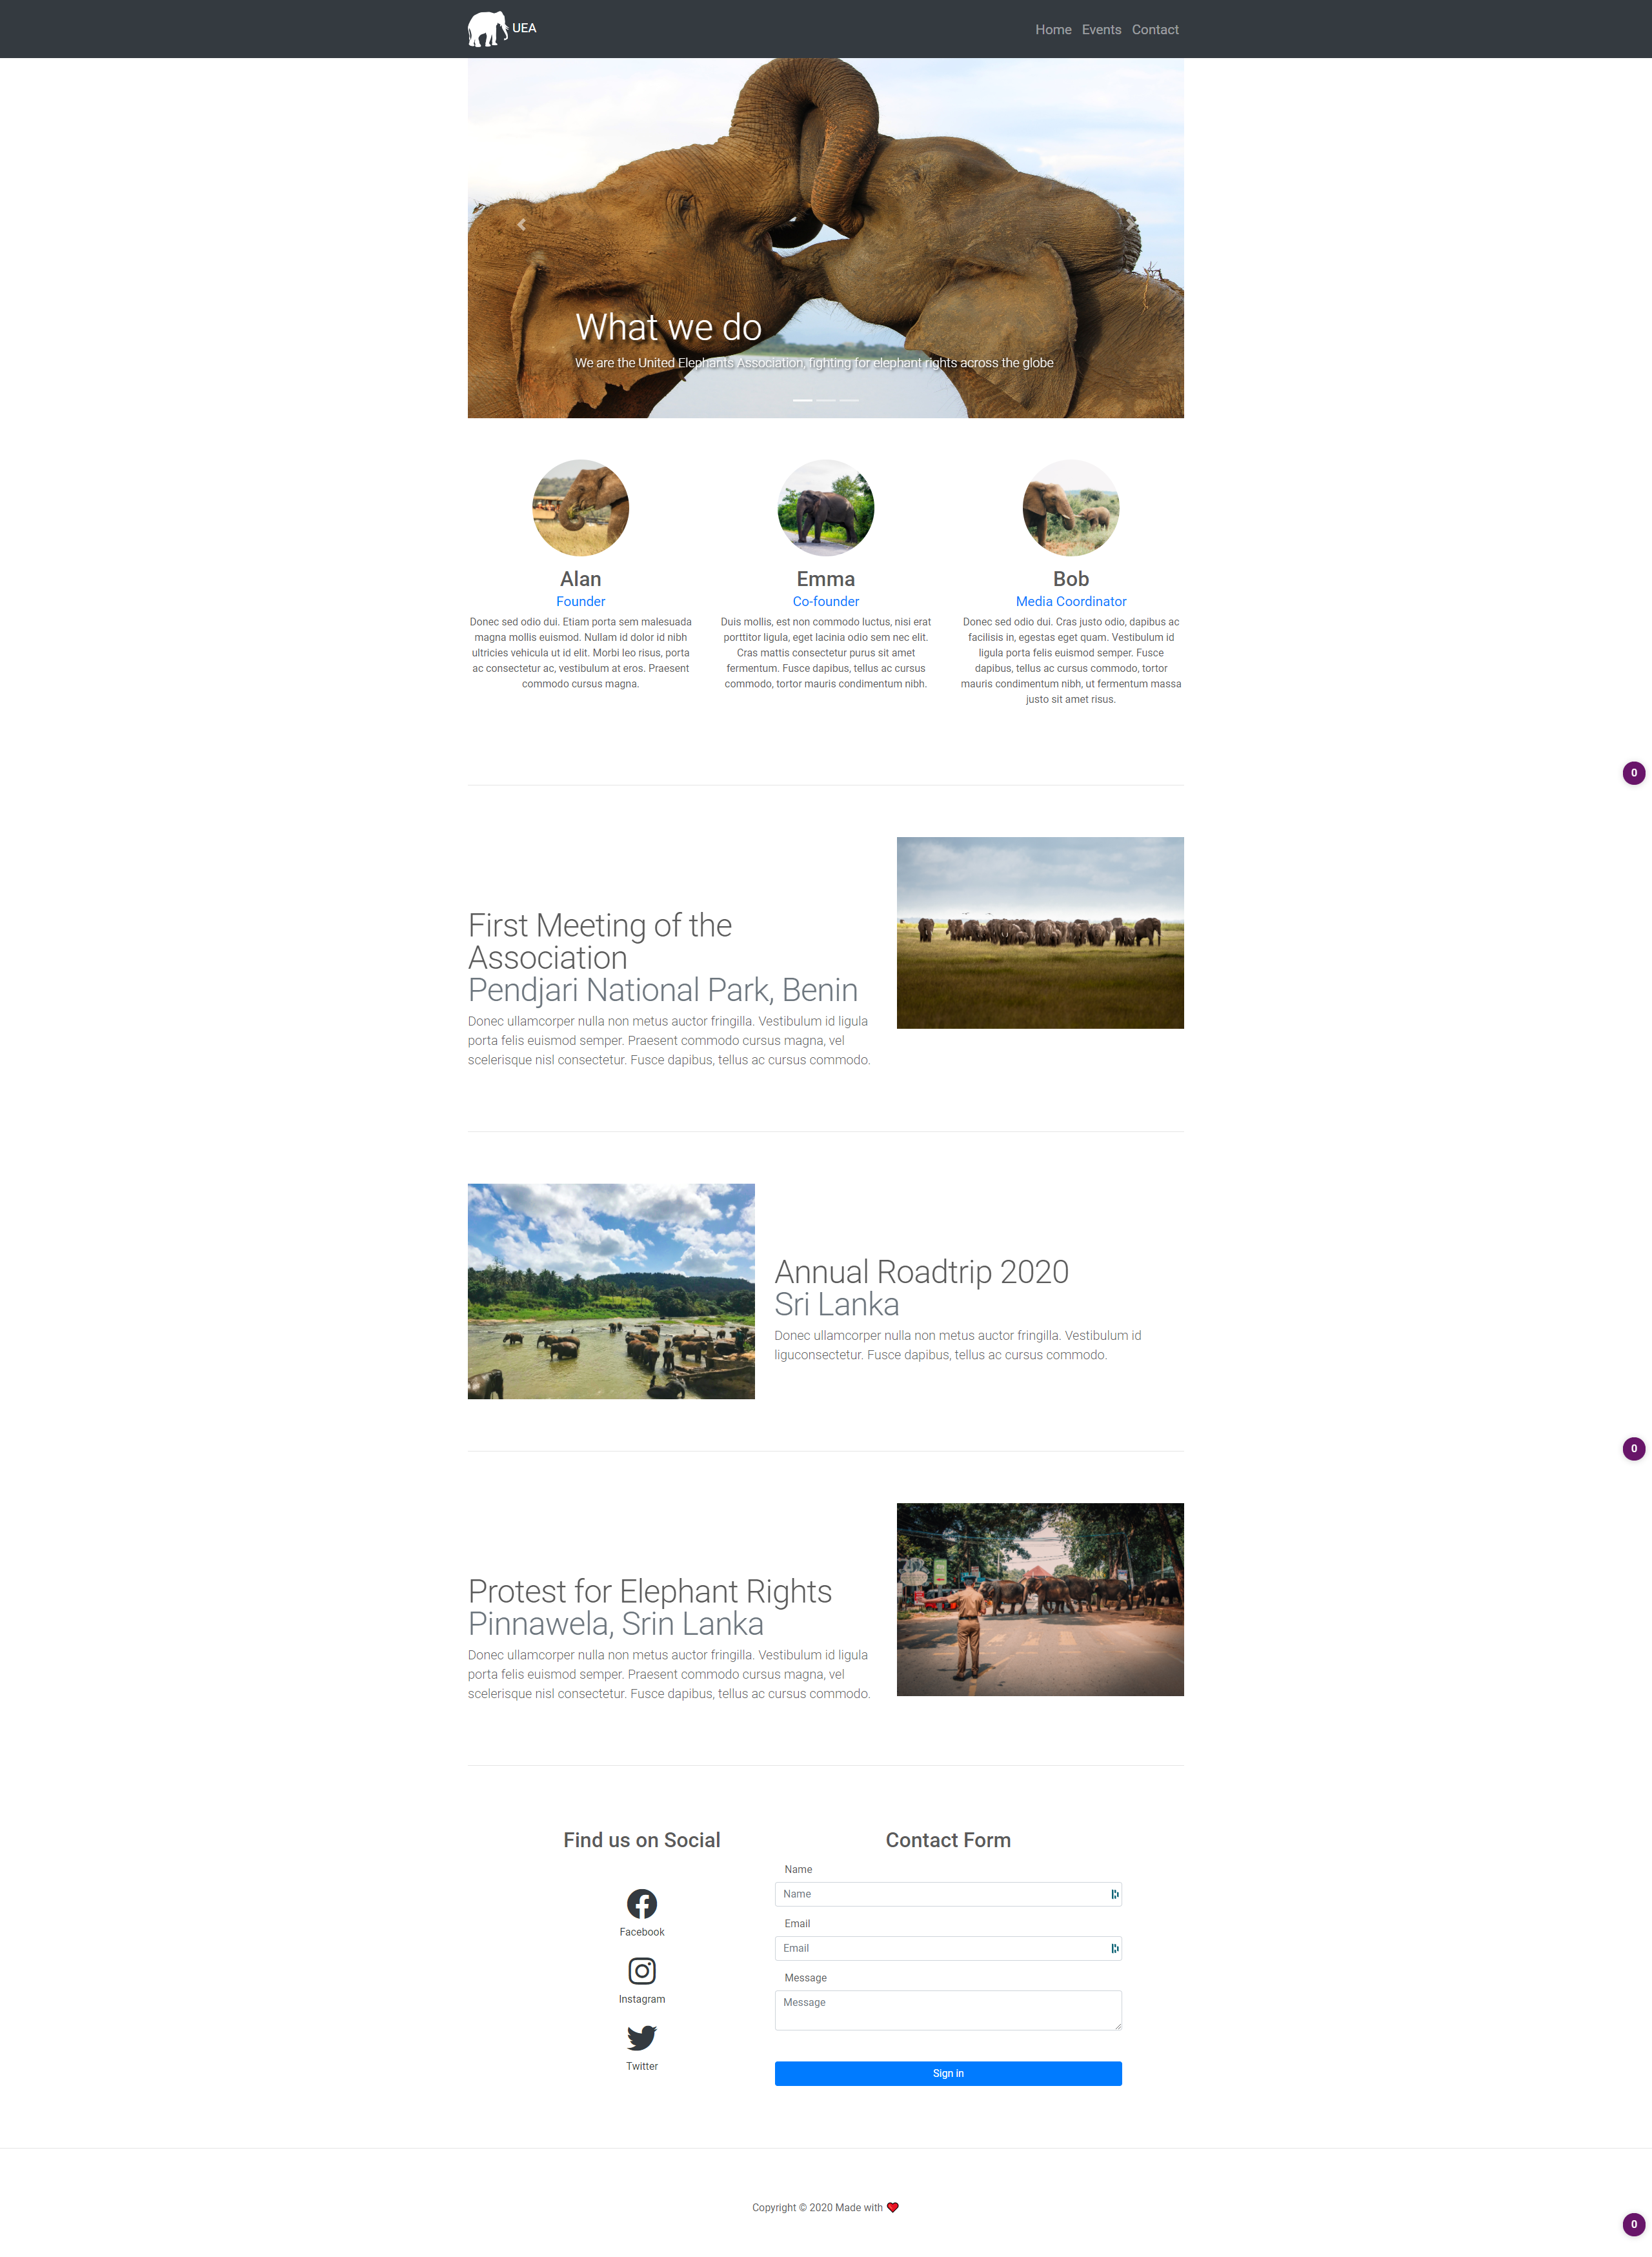 UEA
Home Events Contact
What we do
We are the United Elephants Association, fighting for elephant rights across the globe
Alan
Founder
Donec sed odio dui. Etiam porta sem malesuada
magna mollis euismod. Nullam id dolor id nibh
ultricies vehicula ut id elit. Morbi leo risus, porta
ac consectetur ac, vestibulum at eros. Praesent
commodo cursus magna.
Emma
Co-founder
Duis mollis, est non commodo luctus, nisi erat
porttitor ligula, eget lacinia odio sem nec elit.
Cras mattis consectetur purus sit amet
fermentum. Fusce dapibus, tellus ac cursus
commodo, tortor mauris condimentum nibh.
Bob
Media Coordinator
Donec sed odio dui. Cras justo odio, dapibus ac
facilisis in, egestas eget quam. Vestibulum id
ligula porta felis euismod semper. Fusce
dapibus, tellus ac cursus commodo, tortor
mauris condimentum nibh, ut fermentum massa
justo sit amet risus.
0
First Meeting of the
Association
Pendjari National Park, Benin
Donec ullamcorper nulla non metus auctor fringilla. Vestibulum id ligula
porta felis euismod semper. Praesent commodo cursus magna, vel
scelerisque nisl consectetur. Fusce dapibus, tellus ac cursus commodo.
Annual Roadtrip 2020
Sri Lanka
Donec ullamcorper nulla non metus auctor fringilla. Vestibulum id
liguconsectetur. Fusce dapibus, tellus ac cursus commodo.
0
Protest for Elephant Rights
Pinnawela, Srin Lanka
Donec ullamcorper nulla non metus auctor fringilla. Vestibulum id ligula
porta felis euismod semper. Praesent commodo cursus magna, vel
scelerisque nisl consectetur. Fusce dapibus, tellus ac cursus commodo.
Find us on Social
Facebook
Instagram
Twitter
Contact Form
Name
Name
Email
Email
Message
Message
Sign in
Copyright © 2020 Made with
0